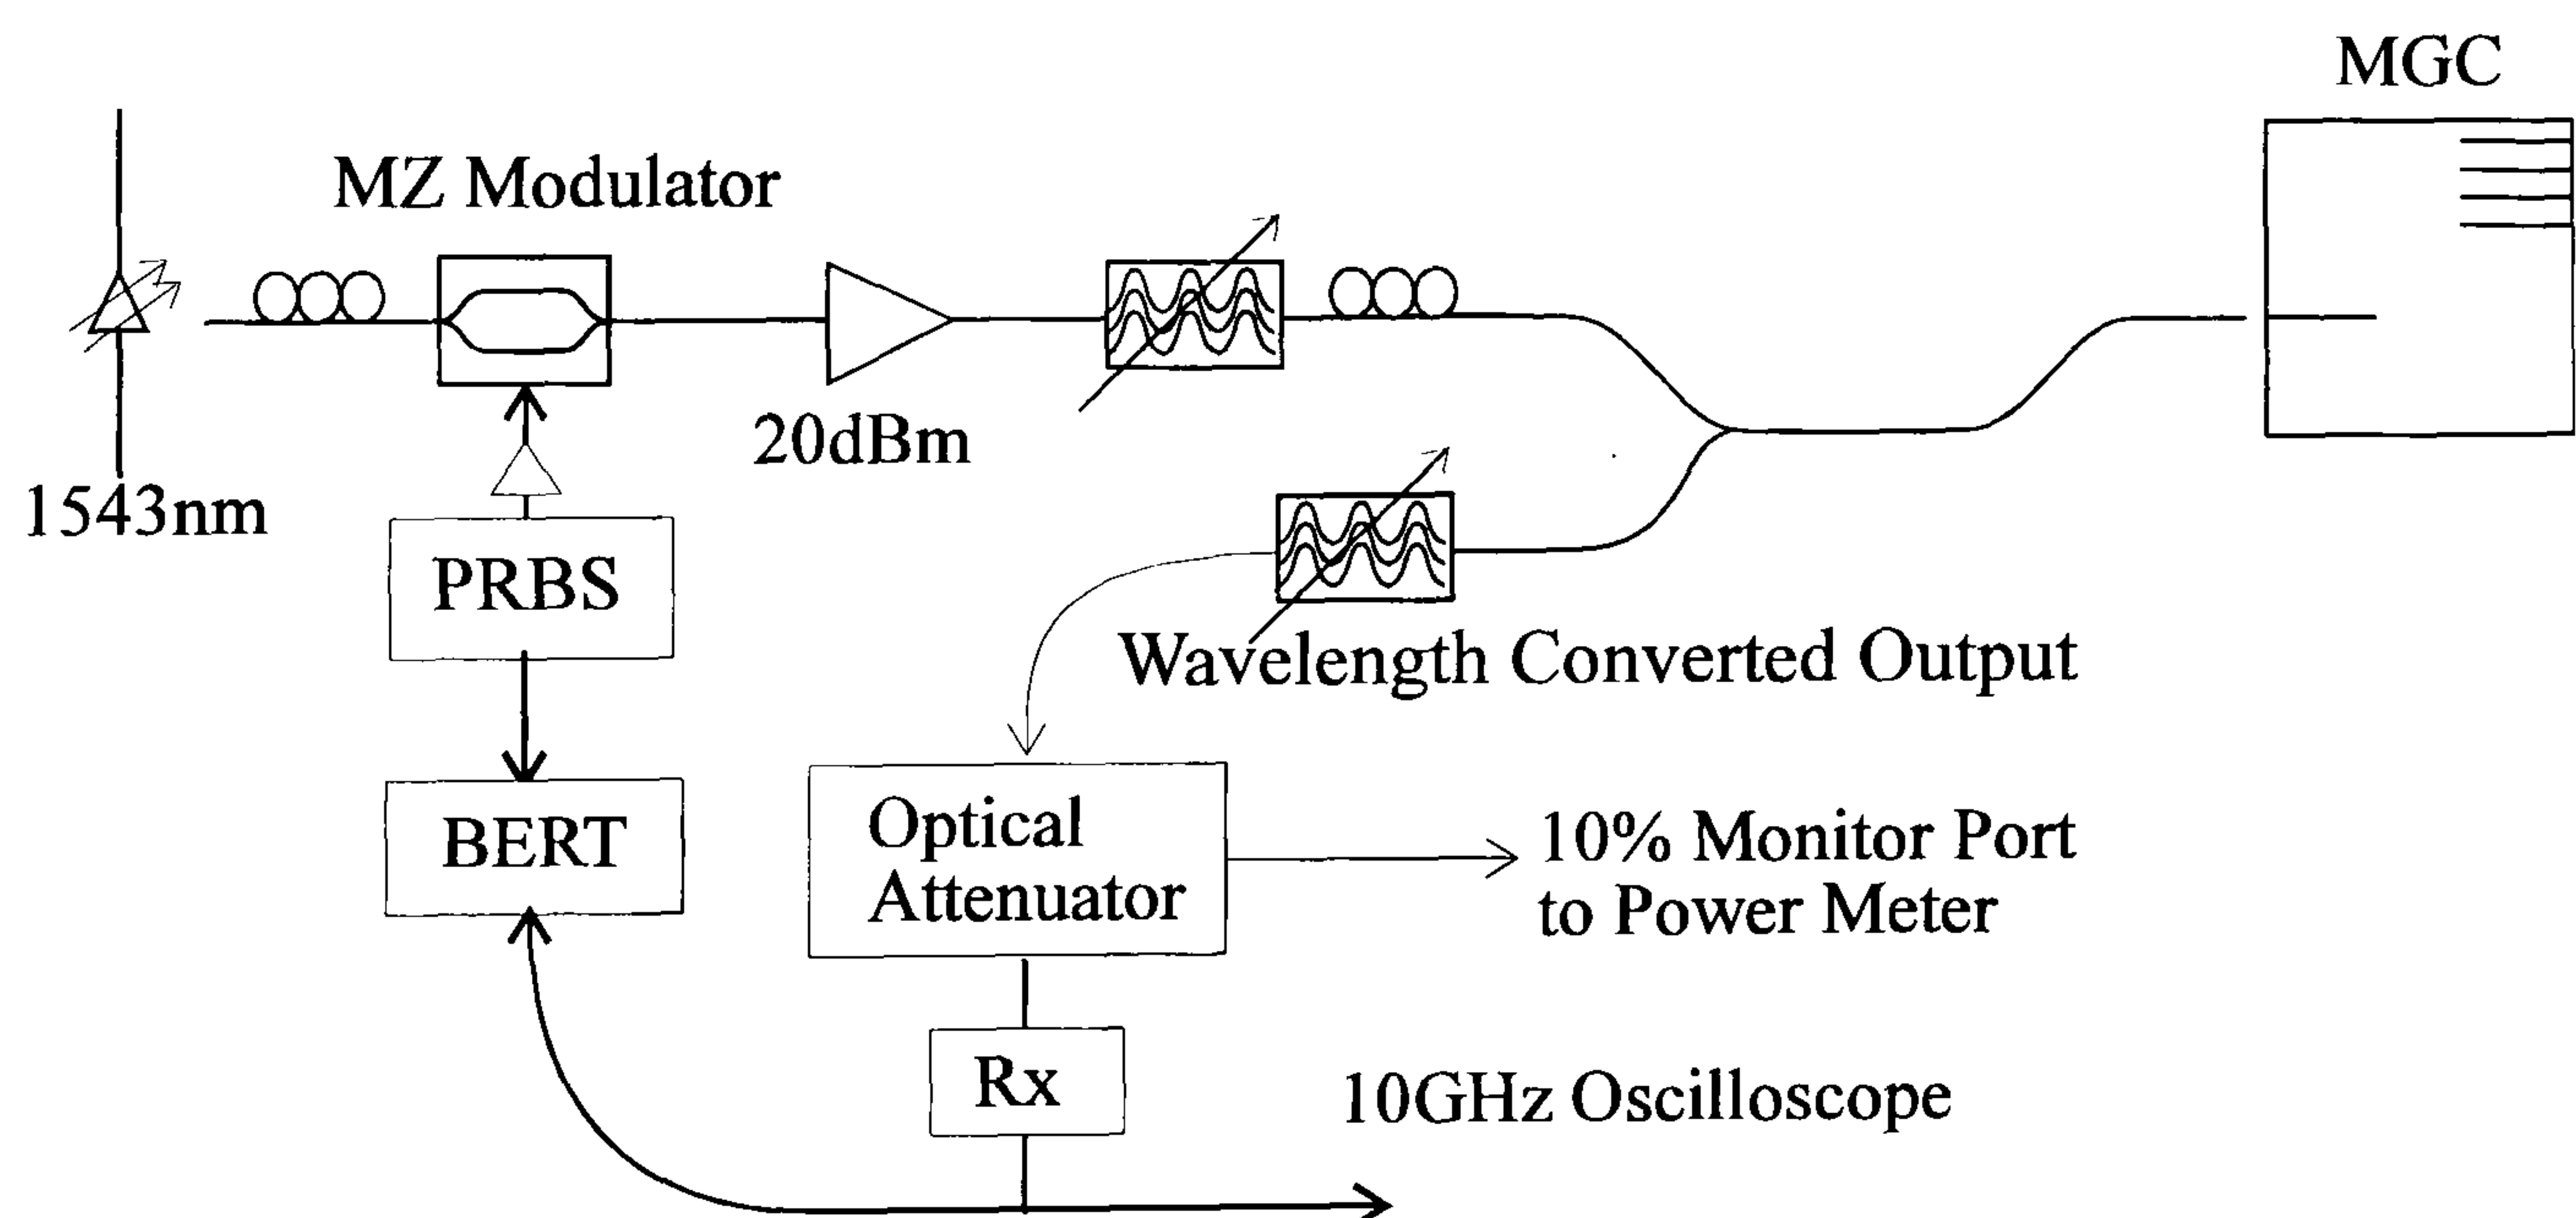 MGC
MZ Modulator
20dBm
1543nm
PRBS
Wavelength Converted Output
BERT
Optical
Attenuator
10% Monitor Port
to Power Meter
Rx
10GHz Oscilloscope